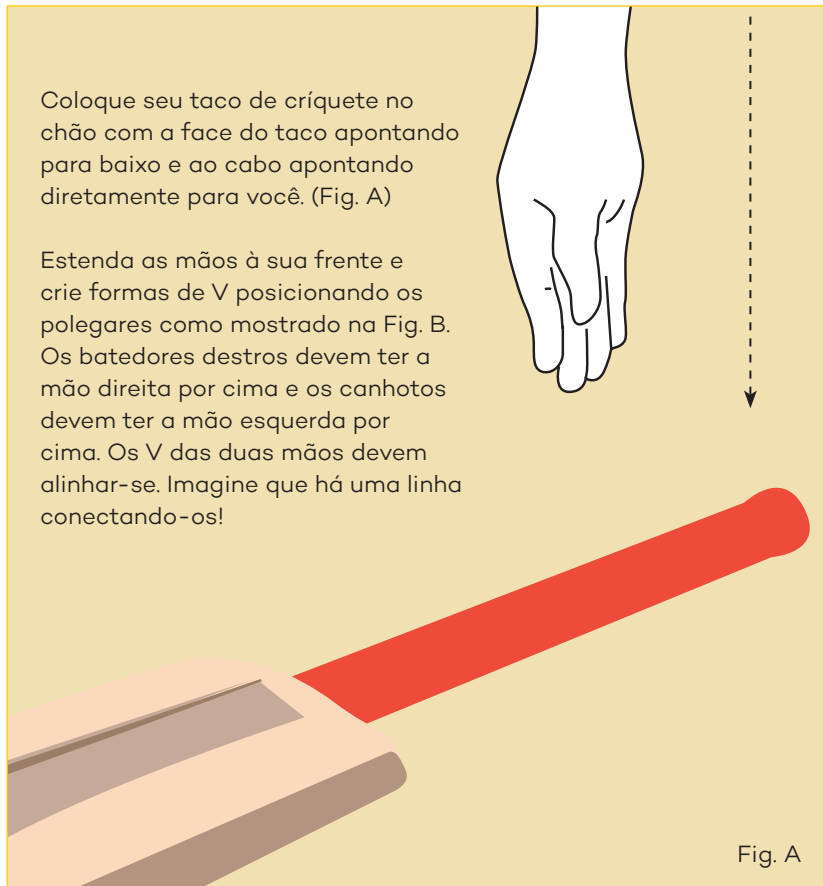 Coloque seu taco de críquete no
chão com a face do taco apontando
para baixo e ao cabo apontando
diretamente para você. (Fig. A)
Estenda as mãos à sua frente e
crie formas de V posicionando os
polegares como mostrado na Fig. B.
Os batedores destros devem ter a
mão direita por cima e os canhotos
devem ter a mão esquerda por
cima. Os V das duas mãos devem
alinhar-se. Imagine que há uma linha
conectando-os!
Fig. A